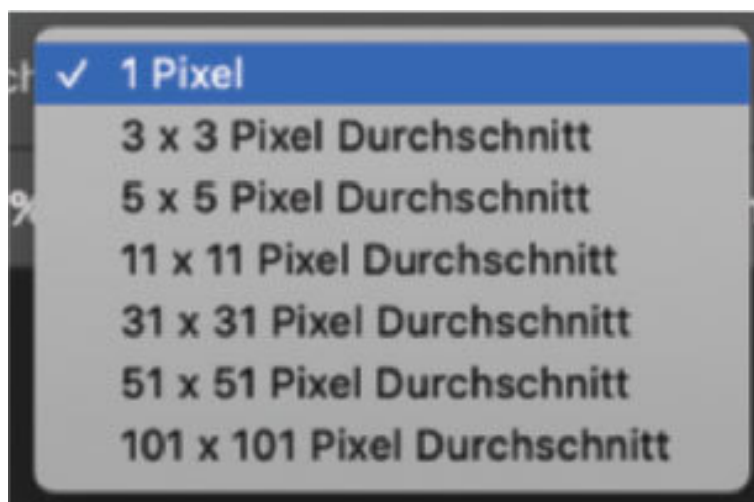 ✓ 1 Pixel
3 x 3 Pixel Durchschnitt
5 x 5 Pixel Durchschnitt
11 x 11 Pixel Durchschnitt
31 x 31 Pixel Durchschnitt
51 x 51 Pixel Durchschnitt
101 x 101 Pixel Durchschnitt